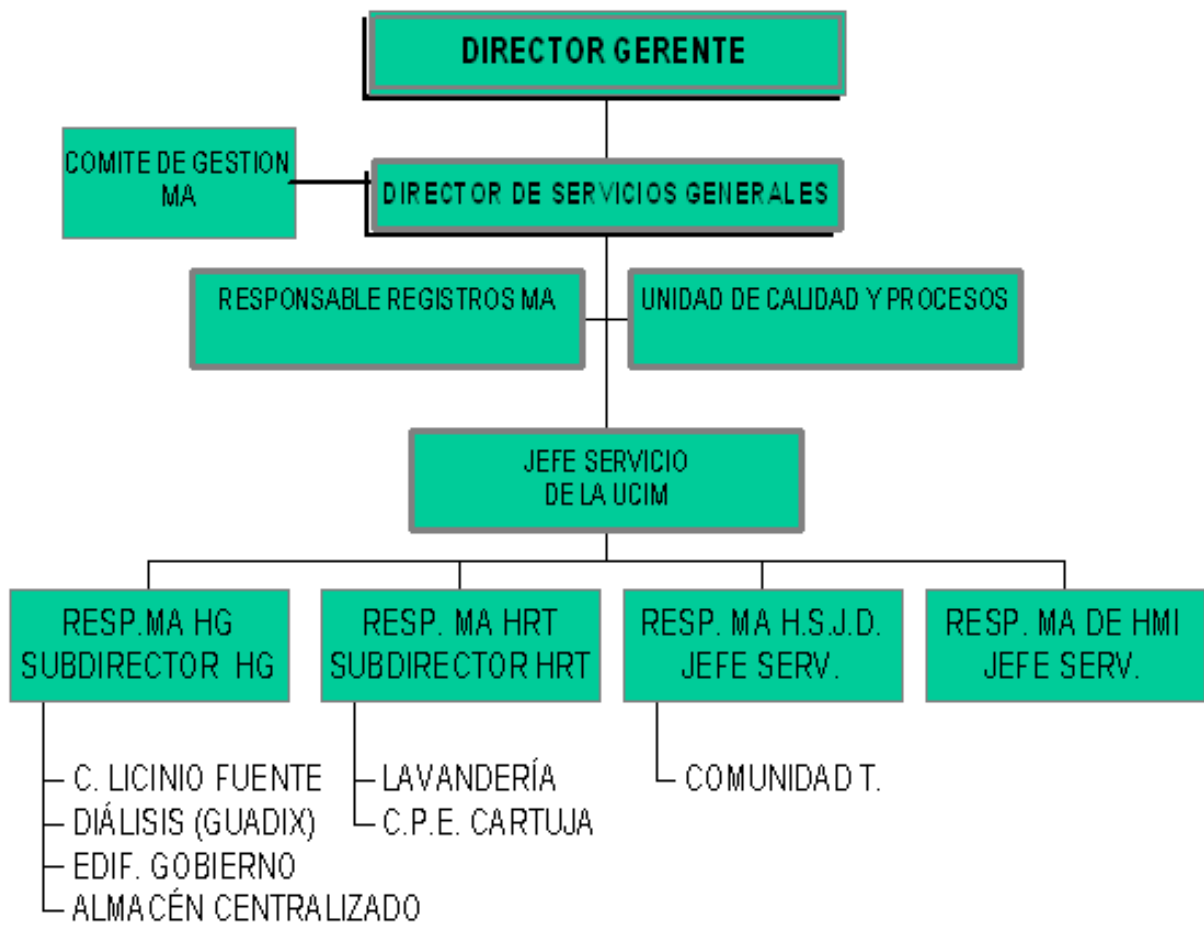 DIRECTOR GERENTE
COMITE DE GESTION
MA
DIRECTOR DE SERVICIOS GENERALES
RESPONSABLE REGISTROS MA
UNIDAD DE CALIDAD Y PROCESOS
JEFE SERVICIO
DE LA UCIM
RESP.MA HG
SUBDIRECTOR HG
RESP. MA HRT
SUBDIRECTOR HRT
RESP. MA H.S.J.D.
JEFE SERV.
RESP. MA DE HMI
JEFE SERV.
C. LICINIO FUENTE
DIÁLISIS (GUADIX)
EDIF. GOBIERNO
ALMACÉN CENTRALIZADO
LAVANDERÍA
C.P.E. CARTUJA
COMUNIDAD T.